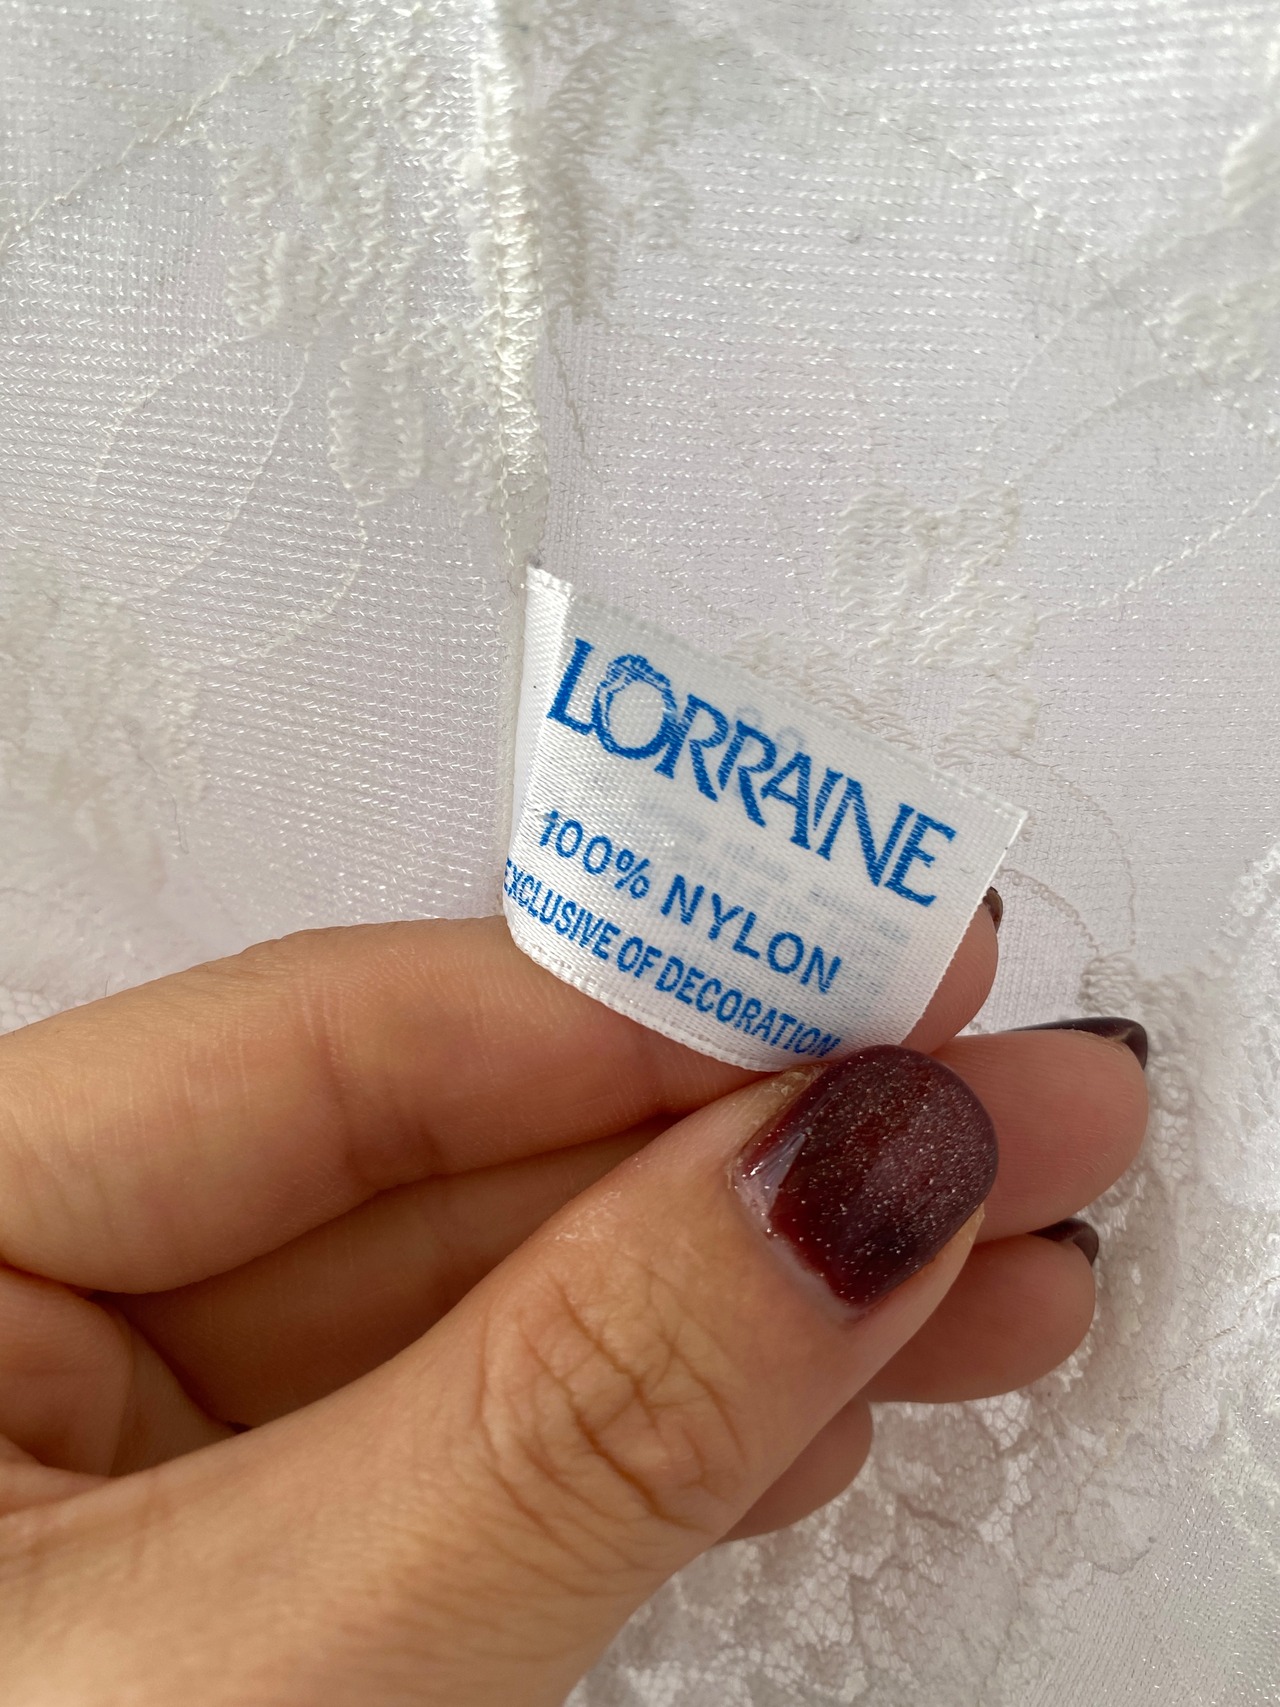 LORRAINE
100% NYLON
EXCLUSIVE OF DECORATION